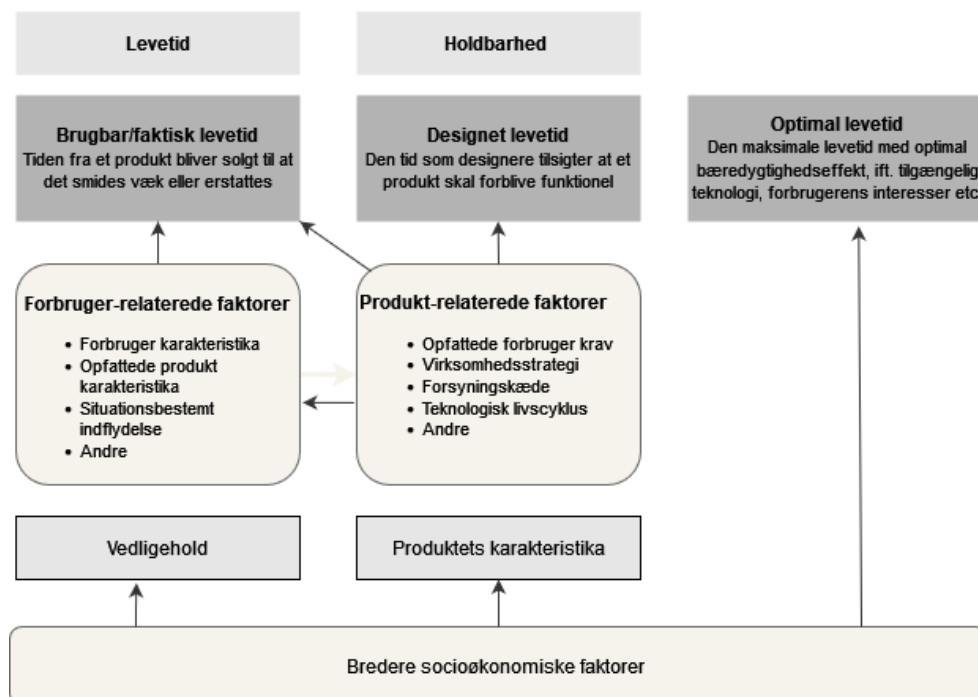 Levetid
Holdbarhed
Brugbar/faktisk levetid
Tiden fra et produkt bliver solgt til at
det smides væk eller erstattes
Designet levetid
Den tid som designere tilsigter at et
produkt skal forblive funktionel
Optimal levetid
Den maksimale levetid med optimal
bæredygtighedseffekt, ift. tilgængelig
teknologi, forbrugerens interesser etc
Forbruger-relaterede faktorer
• Forbruger karakteristika
• Opfattede produkt
karakteristika
• Situationsbestemt
indflydelse
• Andre
Produkt-relaterede faktorer
• Opfattede forbruger krav
• Virksomhedsstrategi
• Forsyningskæde
• Teknologisk livscyklus
• Andre
Vedligehold
Produktets karakteristika
Bredere socioøkonomiske faktorer